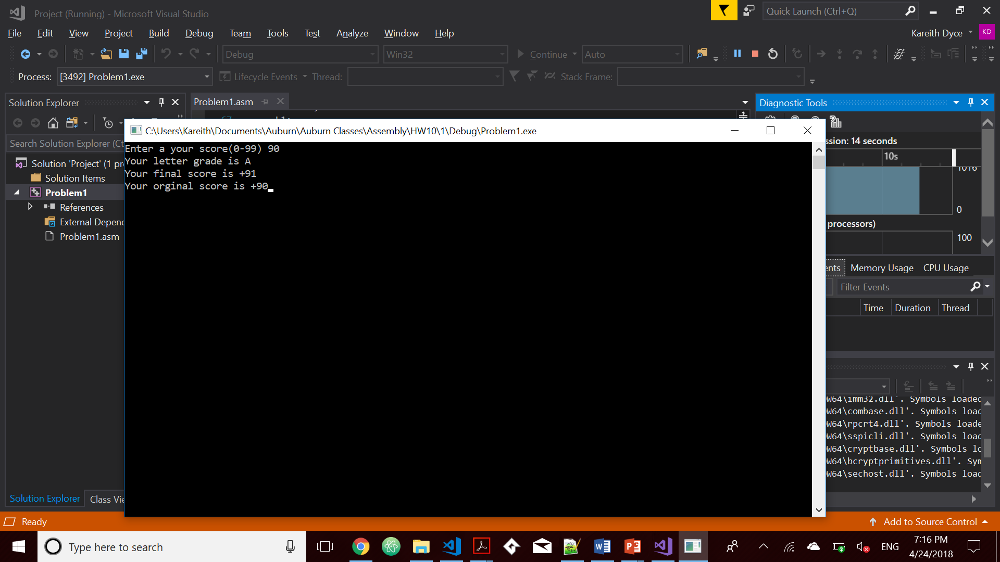 Project (Running) - Microsoft Visual Studio
Quick Launch (Ctrl+Q)
File Edit View Project Build Debug Team Tools Test Analyze Window Help
Kareith Dyce KD
Debug Win32 Continue Auto
Process: [3492] Problem1.exe Lifecycle Events Thread: Stack Frame:
Solution Explorer
Problem1.asm
Diagnostic Tools
C:\Users\Kareith\Documents\Auburn\Auburn Classes\Assembly\HW10\1\Debug\Problem1.exe
Enter a your score(0-99) 90
Your letter grade is A
Your final score is +91
Your orginal score is +90
Search Solution Explorer (Ct
Solution 'Project' (1 pr
Solution Items
Problem1
References
External Depend
Problem1.asm
ssion: 14 seconds
10s
1016
0
processors)
100
ents Memory Usage CPU Usage
Filter Events
Time Duration Thread
W64\imm32.dll'. Symbols loaded
W64\combase.dll'. Symbols load
W64\rpcrt4.dll'. Symbols loade
W64\sspicli.dll'. Symbols load
W64\cryptbase.dll'. Symbols lo
W64\bcryptprimitives.dll'. Sym
W64\sechost.dll'. Symbols load
Solution Explorer Class Vie
Ready
Add to Source Control
Type here to search
ENG
7:16 PM
4/24/2018